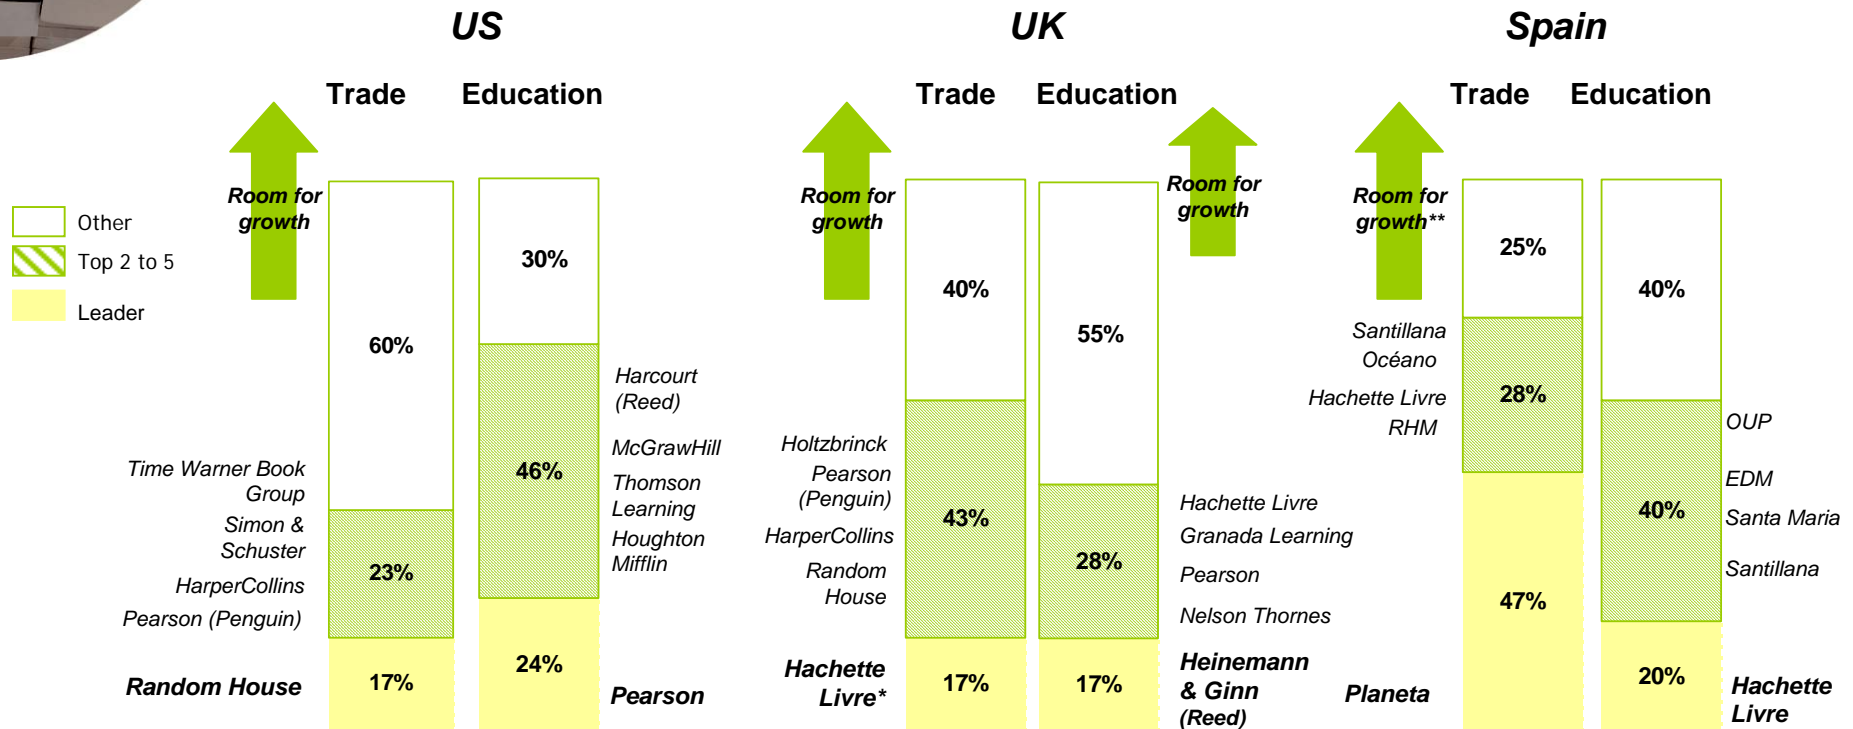 US
UK
Spain
Trade
Education
Trade
Education
Trade
Education
Other
Top 2 to 5
Leader
Room for
growth
60%
23%
17%
Time Warner Book
Group
Simon &
Schuster
HarperCollins
Pearson (Penguin)
Random House
30%
46%
24%
Harcourt
(Reed)
McGrawHill
Thomson
Learning
Houghton
Mifflin
Pearson
Room for
growth
40%
43%
17%
Holtzbrinck
Pearson
(Penguin)
HarperCollins
Random
House
Hachette
Livre*
Room for
growth
55%
28%
17%
Hachette Livre
Granada Learning
Pearson
Nelson Thornes
Heinemann
& Ginn
(Reed)
Room for
growth**
25%
28%
47%
Santillana
Océano
Hachette Livre
RHM
Planeta
40%
40%
20%
OUP
EDM
Santa Maria
Santillana
Hachette
Livre